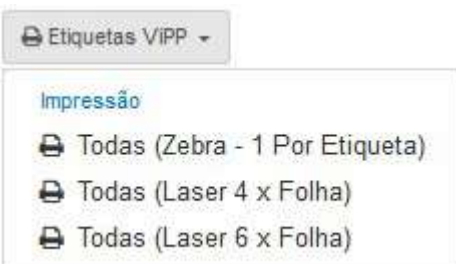 Etiquetas ViPP
Impressão
Todas (Zebra - 1 Por Etiqueta)
Todas (Laser 4 x Folha)
Todas (Laser 6 x Folha)